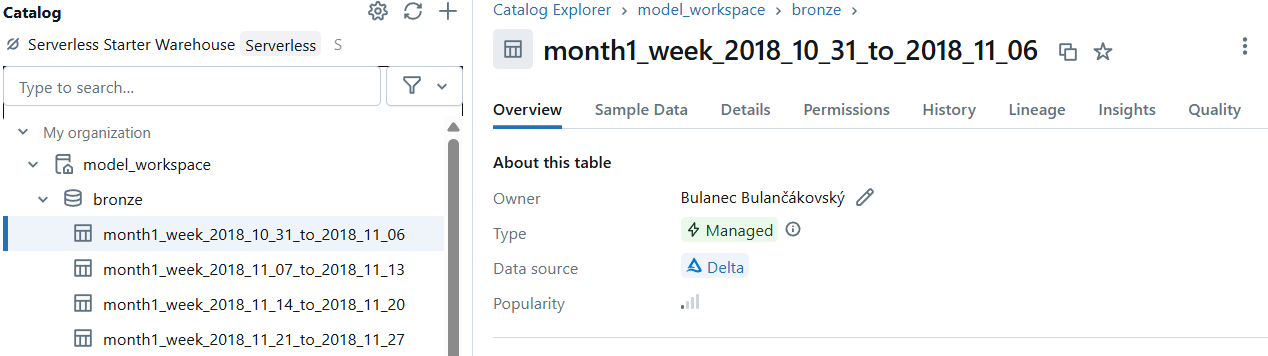 Catalog
Serverless Starter Warehouse Serverless S
Type to search...
My organization
model_workspace
bronze
month1_week_2018_10_31_to_2018_11_06
month1_week_2018_11_07_to_2018_11_13
month1_week_2018_11_14_to_2018_11_20
month1_week_2018_11_21_to_2018_11_27
Catalog Explorer > model_workspace > bronze >
month1_week_2018_10_31_to_2018_11_06
Overview Sample Data Details Permissions History Lineage Insights Quality
About this table
Owner Bulanec Bulančákovský
Type Managed
Data source Delta
Popularity